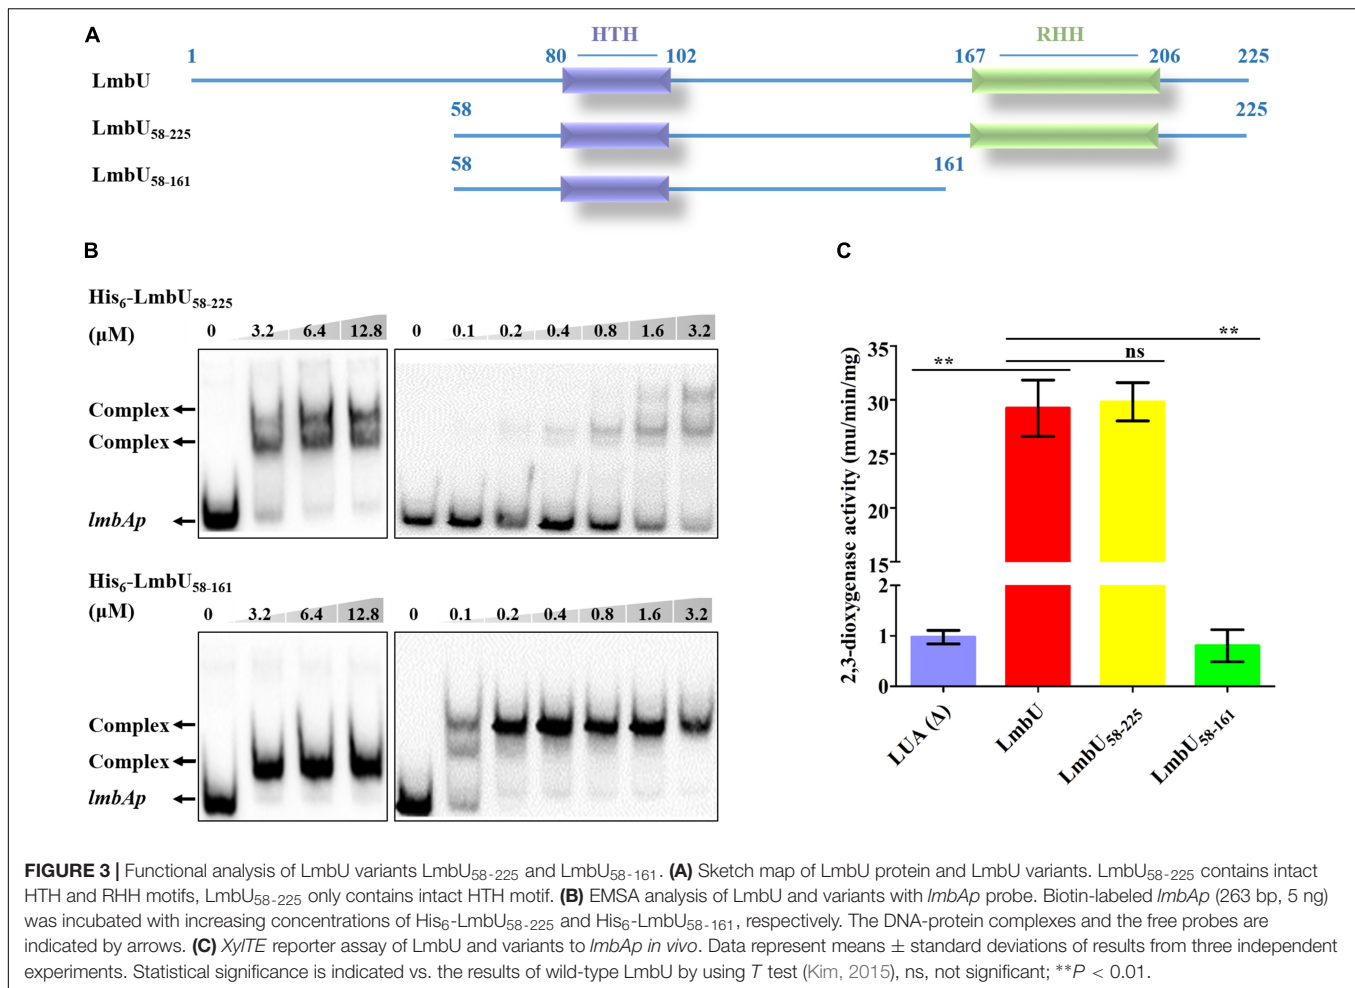 A
HTH
RHH
1
80
102
167
206
225
LmbU
58
225
LmbU58-225
58
161
LmbU58-161
B
His6-LmbU58-225
(µM)
0
3.2
6.4
12.8
0
0.1
0.2
0.4
0.8
1.6
3.2
Complex
Complex
lmbAp
His6-LmbU58-161
(µM)
0
3.2
6.4
12.8
0
0.1
0.2
0.4
0.8
1.6
3.2
Complex
Complex
lmbAp
C
**
ns
**
2,3-dioxygenase activity (mu/min/mg)
35
30
25
20
15
2
1
0
LUA (Δ)
LmbU
LmbU58-225
LmbU58-161
FIGURE 3 | Functional analysis of LmbU variants LmbU58-225 and LmbU58-161. (A) Sketch map of LmbU protein and LmbU variants. LmbU58-225 contains intact
HTH and RHH motifs, LmbU58-225 only contains intact HTH motif. (B) EMSA analysis of LmbU and variants with lmbAp probe. Biotin-labeled lmbAp (263 bp, 5 ng)
was incubated with increasing concentrations of His6-LmbU58-225 and His6-LmbU58-161, respectively. The DNA-protein complexes and the free probes are
indicated by arrows. (C) XylTE reporter assay of LmbU and variants to lmbAp in vivo. Data represent means ± standard deviations of results from three independent
experiments. Statistical significance is indicated vs. the results of wild-type LmbU by using T test (Kim, 2015), ns, not significant; **P < 0.01.